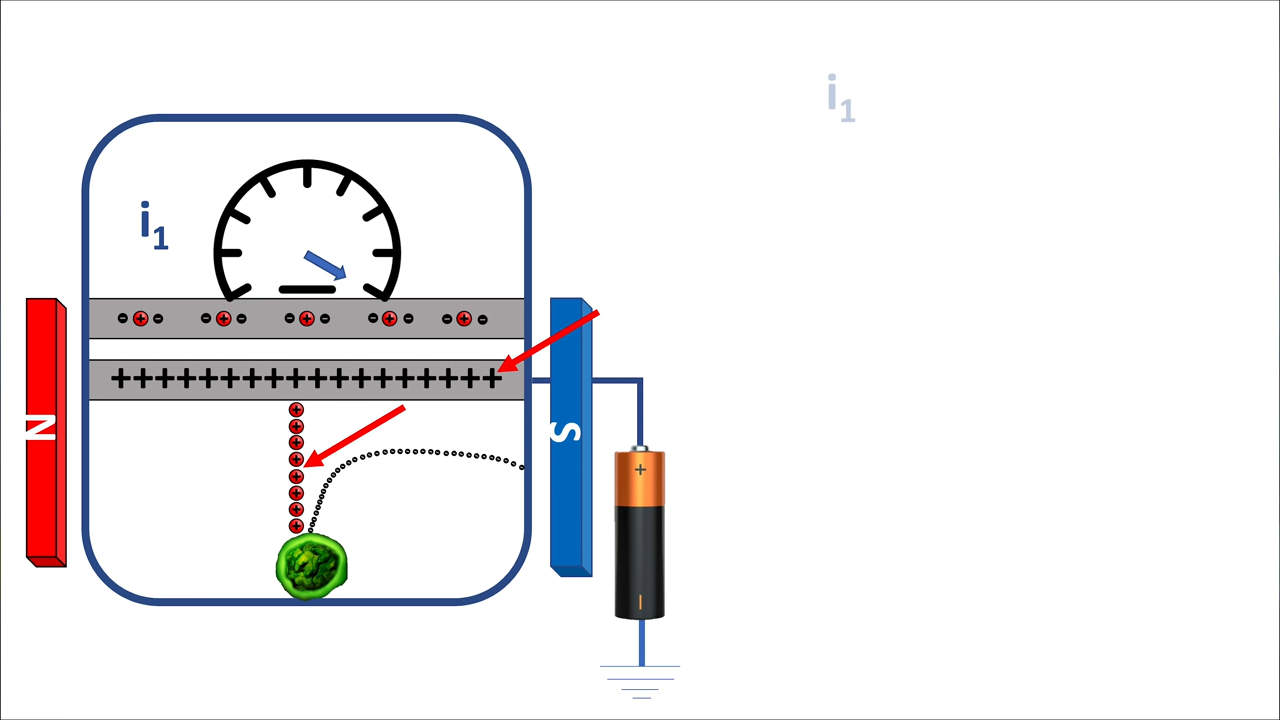 i₁
i₁
- + -
- + -
- + -
- + -
- + -
+ + + + + + + + + + + + + + + + + +
+
+
+
+
+
+
+
+
N
S
+
I